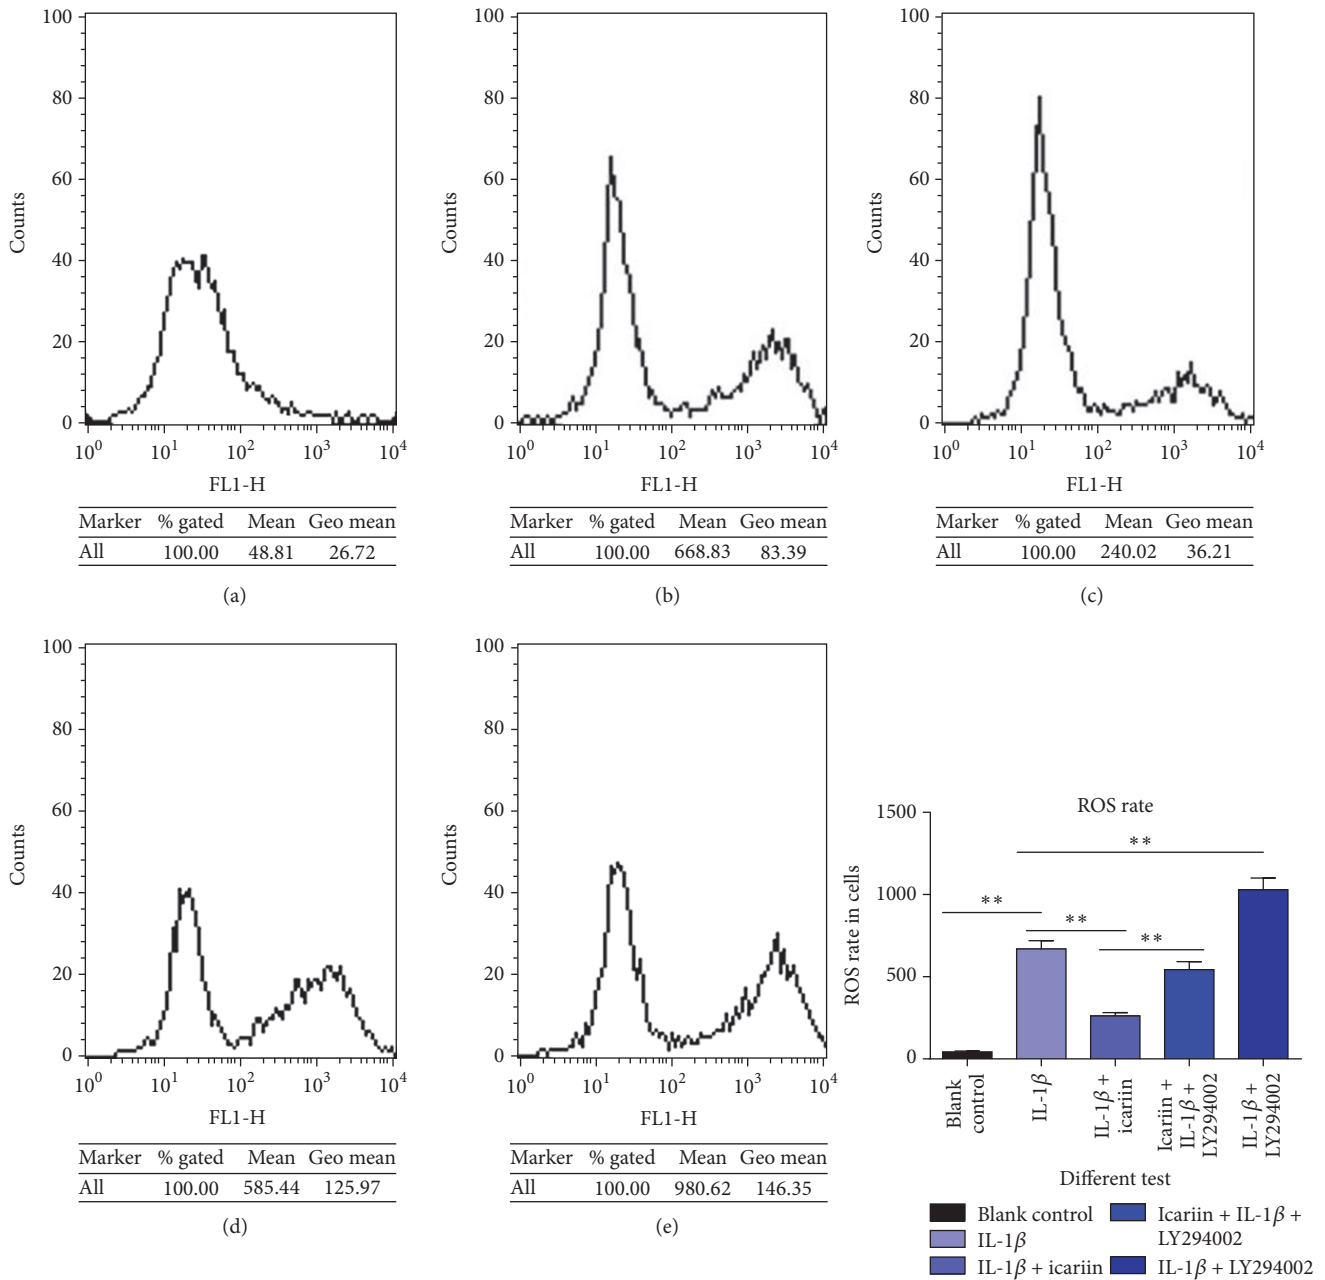 100
80
60
40
20
0
Counts
10^0 10^1 10^2 10^3 10^4
FL1-H
Marker % gated Mean Geo mean
All 100.00 48.81 26.72
(a)
100
80
60
40
20
0
Counts
10^0 10^1 10^2 10^3 10^4
FL1-H
Marker % gated Mean Geo mean
All 100.00 668.83 83.39
(b)
100
80
60
40
20
0
Counts
10^0 10^1 10^2 10^3 10^4
FL1-H
Marker % gated Mean Geo mean
All 100.00 240.02 36.21
(c)
100
80
60
40
20
0
Counts
10^0 10^1 10^2 10^3 10^4
FL1-H
Marker % gated Mean Geo mean
All 100.00 585.44 125.97
(d)
100
80
60
40
20
0
Counts
10^0 10^1 10^2 10^3 10^4
FL1-H
Marker % gated Mean Geo mean
All 100.00 980.62 146.35
(e)
ROS rate
1500
1000
500
0
ROS rate in cells
**
**
**
**
Blank
control
IL-1β
IL-1β +
icariin
Icariin +
IL-1β +
LY294002
IL-1β +
LY294002
Different test
Blank control
IL-1β
IL-1β + icariin
Icariin + IL-1β +
LY294002
IL-1β + LY294002